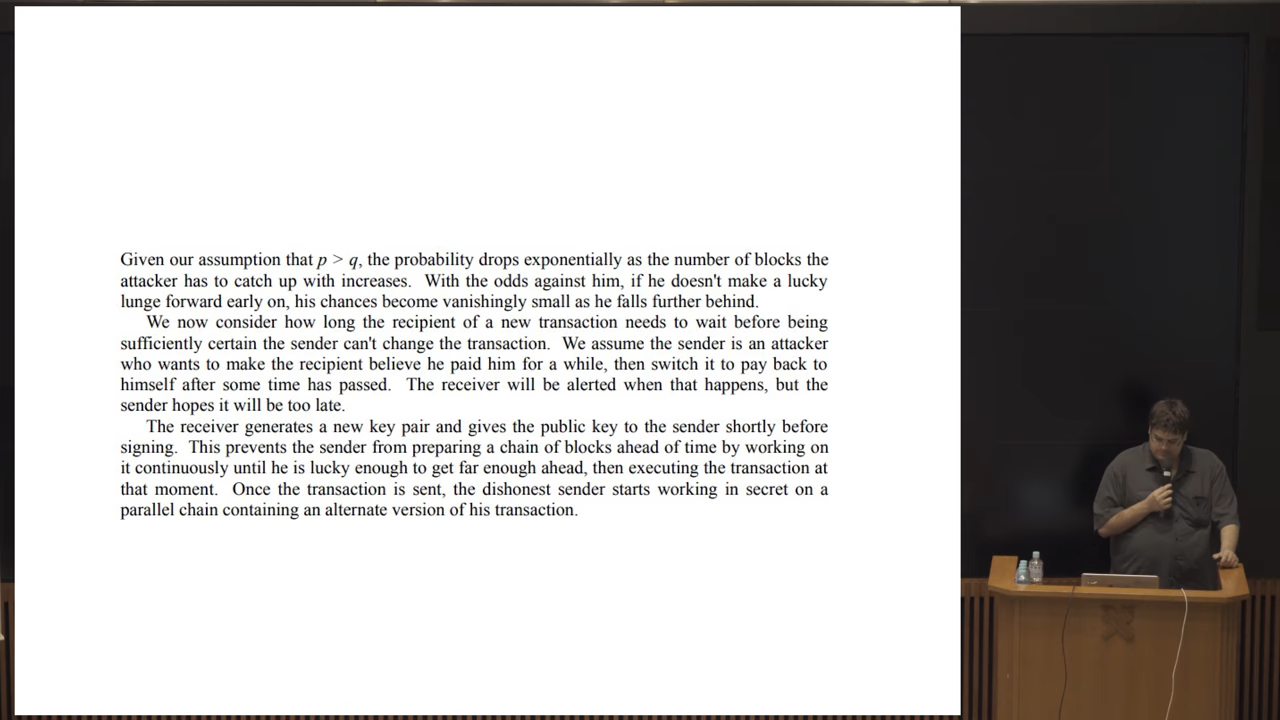 Given our assumption that p > q, the probability drops exponentially as the number of blocks the
attacker has to catch up with increases. With the odds against him, if he doesn't make a lucky
lunge forward early on, his chances become vanishingly small as he falls further behind.
We now consider how long the recipient of a new transaction needs to wait before being
sufficiently certain the sender can't change the transaction. We assume the sender is an attacker
who wants to make the recipient believe he paid him for a while, then switch it to pay back to
himself after some time has passed. The receiver will be alerted when that happens, but the
sender hopes it will be too late.
The receiver generates a new key pair and gives the public key to the sender shortly before
signing. This prevents the sender from preparing a chain of blocks ahead of time by working on
it continuously until he is lucky enough to get far enough ahead, then executing the transaction at
that moment. Once the transaction is sent, the dishonest sender starts working in secret on a
parallel chain containing an alternate version of his transaction.